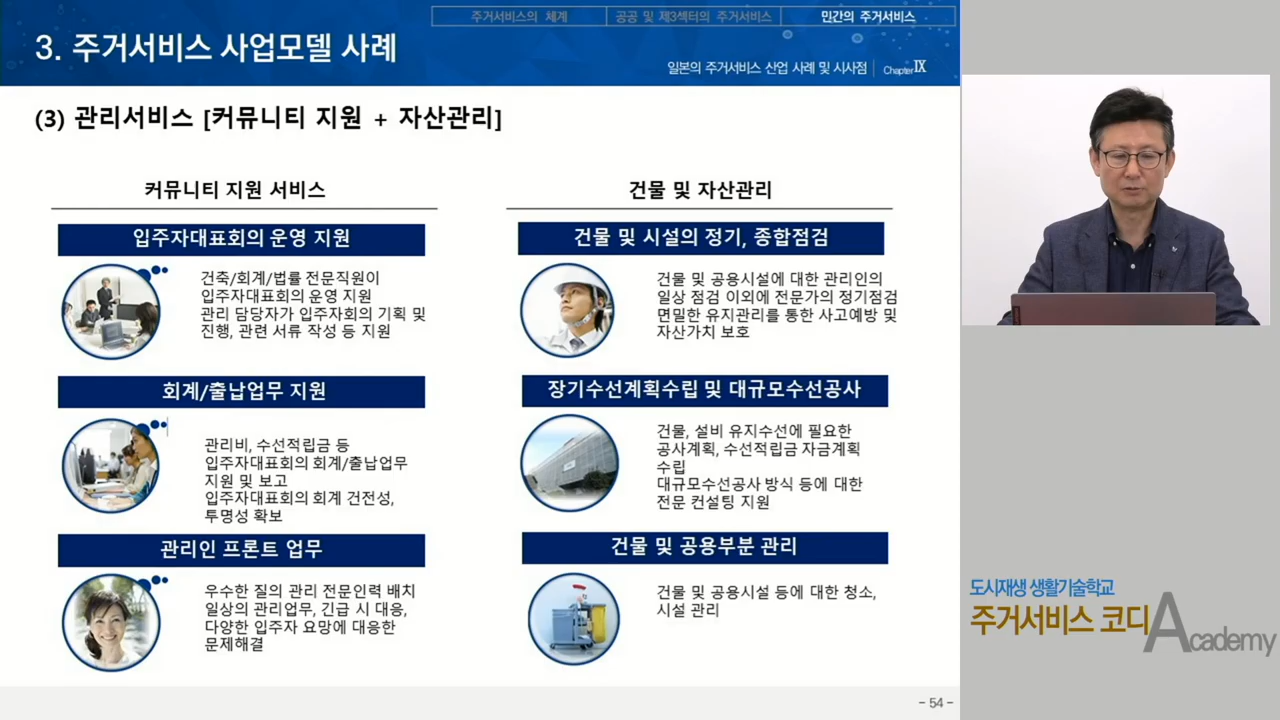 주거서비스의 체계
공공 및 제3섹터의 주거서비스
민간의 주거서비스
3. 주거서비스 사업모델 사례
일본의 주거서비스 산업 사례 및 시사점 | Chapter Ⅸ
(3) 관리서비스 [커뮤니티 지원 + 자산관리]
커뮤니티 지원 서비스
입주자대표회의 운영 지원
건축/회계/법률 전문직원이
입주자대표회의 운영 지원
관리 담당자가 입주자회의 기획 및
진행, 관련 서류 작성 등 지원
회계/출납업무 지원
관리비, 수선적립금 등
입주자대표회의 회계/출납업무
지원 및 보고
입주자대표회의 회계 건전성,
투명성 확보
관리인 프론트 업무
우수한 질의 관리 전문인력 배치
일상의 관리업무, 긴급 시 대응,
다양한 입주자 요망에 대응한
문제해결
건물 및 자산관리
건물 및 시설의 정기, 종합점검
건물 및 공용시설에 대한 관리인의
일상 점검 이외에 전문가의 정기점검
면밀한 유지관리를 통한 사고예방 및
자산가치 보호
장기수선계획수립 및 대규모수선공사
건물, 설비 유지수선에 필요한
공사계획, 수선적립금 자금계획
수립
대규모수선공사 방식 등에 대한
전문 컨설팅 지원
건물 및 공용부분 관리
건물 및 공용시설 등에 대한 청소,
시설 관리
- 54 -
도시재생 생활기술학교
주거서비스 코디 Academy